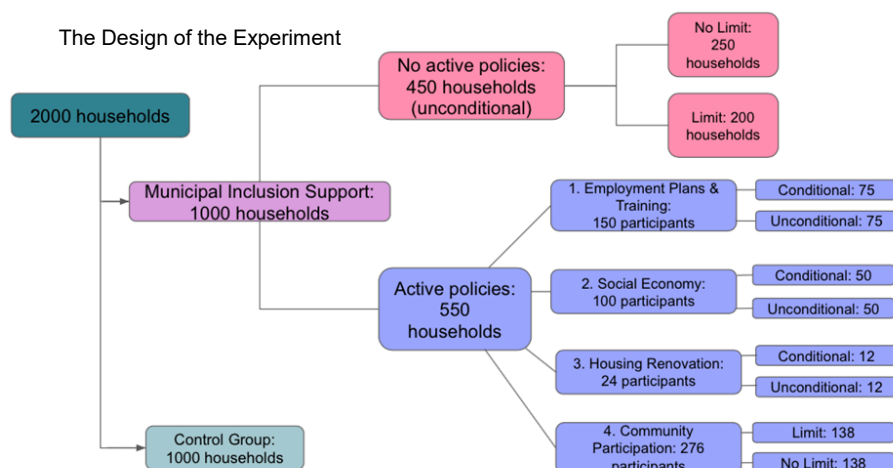 The Design of the Experiment
2000 households
Municipal Inclusion Support:
1000 households
Control Group:
1000 households
No active policies:
450 households
(unconditional)
No Limit:
250
households
Limit: 200
households
Active policies:
550
households
1. Employment Plans &
Training:
150 participants
Conditional: 75
Unconditional: 75
2. Social Economy:
100 participants
Conditional: 50
Unconditional: 50
3. Housing Renovation:
24 participants
Conditional: 12
Unconditional: 12
4. Community
Participation: 276
participants
Limit: 138
No Limit: 138